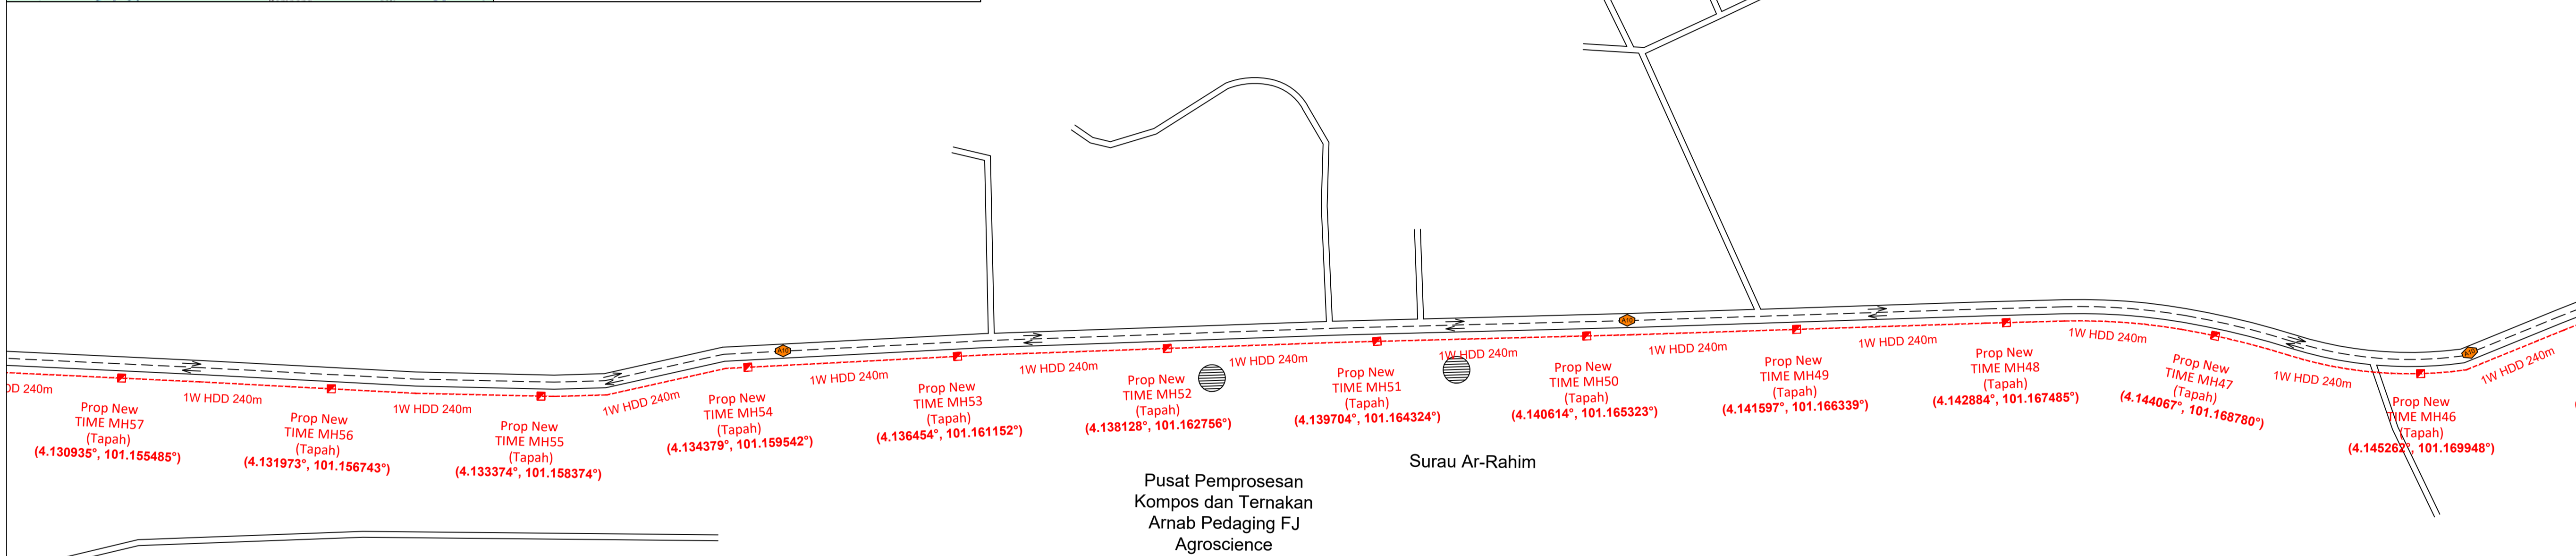 DD 240m
Prop New
TIME MH57
(Tapah)
(4.130935°, 101.155485°)
1W HDD 240m
Prop New
TIME MH56
(Tapah)
(4.131973°, 101.156743°)
1W HDD 240m
Prop New
TIME MH55
(Tapah)
(4.133374°, 101.158374°)
1W HDD 240m
A10
Prop New
TIME MH54
(Tapah)
(4.134379°, 101.159542°)
1W HDD 240m
Prop New
TIME MH53
(Tapah)
(4.136454°, 101.161152°)
1W HDD 240m
Prop New
TIME MH52
(Tapah)
(4.138128°, 101.162756°)
1W HDD 240m
Prop New
TIME MH51
(Tapah)
(4.139704°, 101.164324°)
1W HDD 240m
A10
Prop New
TIME MH50
(Tapah)
(4.140614°, 101.165323°)
1W HDD 240m
Prop New
TIME MH49
(Tapah)
(4.141597°, 101.166339°)
1W HDD 240m
Prop New
TIME MH48
(Tapah)
(4.142884°, 101.167485°)
1W HDD 240m
Prop New
TIME MH47
(Tapah)
(4.144067°, 101.168780°)
1W HDD 240m
Prop New
TIME MH46
(Tapah)
(4.145262°, 101.169948°)
A10
1W HDD 240m
Surau Ar-Rahim
Pusat Pemprosesan
Kompos dan Ternakan
Arnab Pedaging FJ
Agroscience